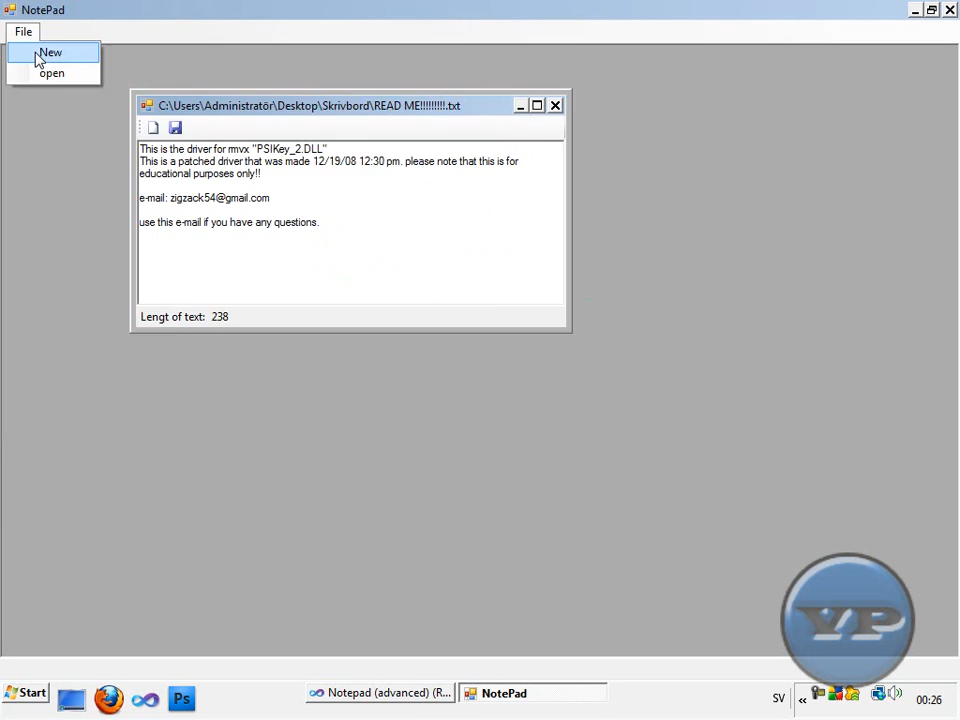 NotePad
File
New
open
C:\Users\Administratör\Desktop\Skrivbord\READ ME!!!!!!!!!.txt
This is the driver for rmvx "PSIKey_2.DLL"
This is a patched driver that was made 12/19/08 12:30 pm. please note that this is for
educational purposes only!!
e-mail: zigzack54@gmail.com
use this e-mail if you have any questions.
Lengt of text: 238
YP
Start
Ps
Notepad (advanced) (R...
NotePad
SV
«
00:26